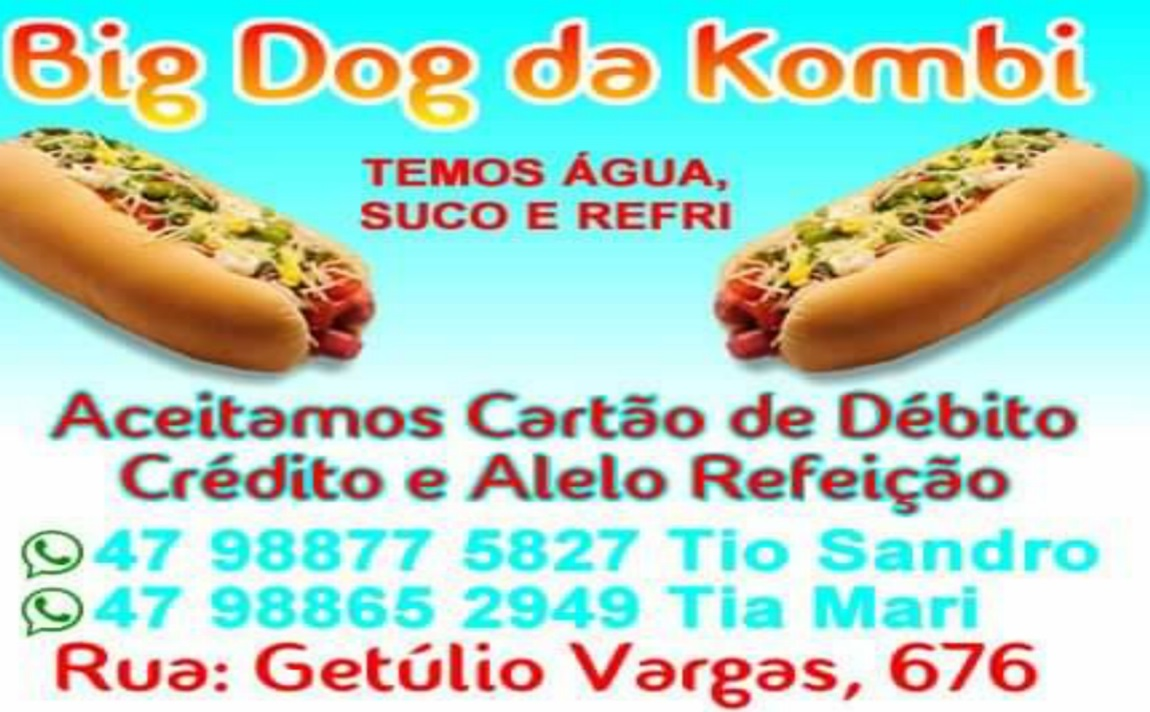 Big Dog da Kombi
TEMOS ÁGUA,
SUCO E REFRI
Aceitamos Cartão de Débito
Crédito e Alelo Refeição
47 98877 5827 Tio Sandro
47 98865 2949 Tia Mari
Rua: Getúlio Vargas, 676